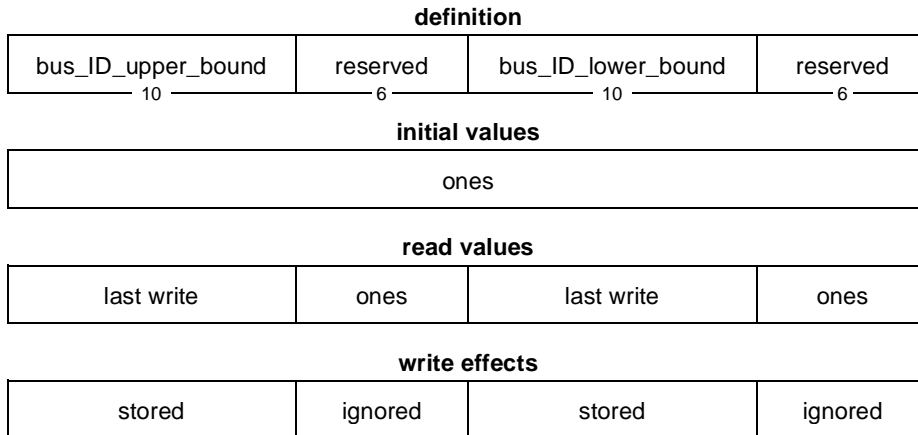 definition
bus_ID_upper_bound reserved bus_ID_lower_bound reserved
10 6 10 6
initial values
ones
read values
last write ones last write ones
write effects
stored ignored stored ignored